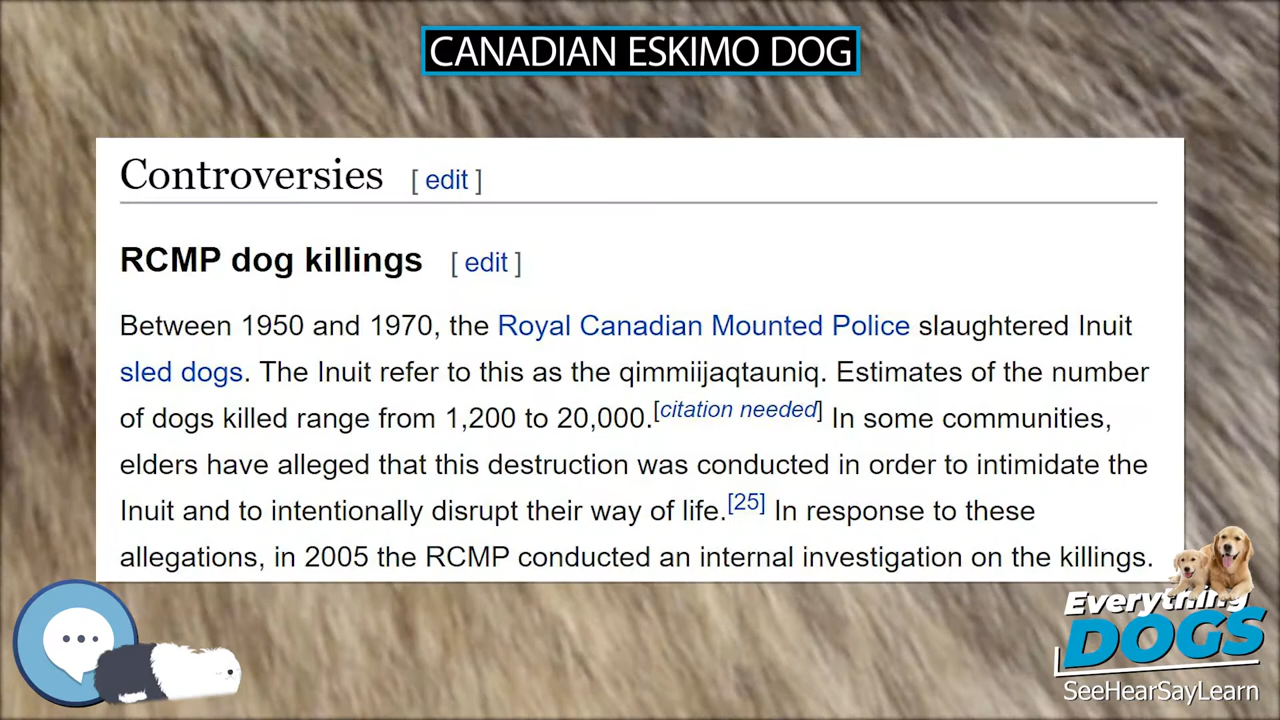 CANADIAN ESKIMO DOG
Controversies [ edit ]
RCMP dog killings [ edit ]
Between 1950 and 1970, the Royal Canadian Mounted Police slaughtered Inuit
sled dogs. The Inuit refer to this as the qimmiijaqtauniq. Estimates of the number
of dogs killed range from 1,200 to 20,000.[citation needed] In some communities,
elders have alleged that this destruction was conducted in order to intimidate the
Inuit and to intentionally disrupt their way of life.[25] In response to these
allegations, in 2005 the RCMP conducted an internal investigation on the killings.
Everything
DOGS
SeeHearSayLearn